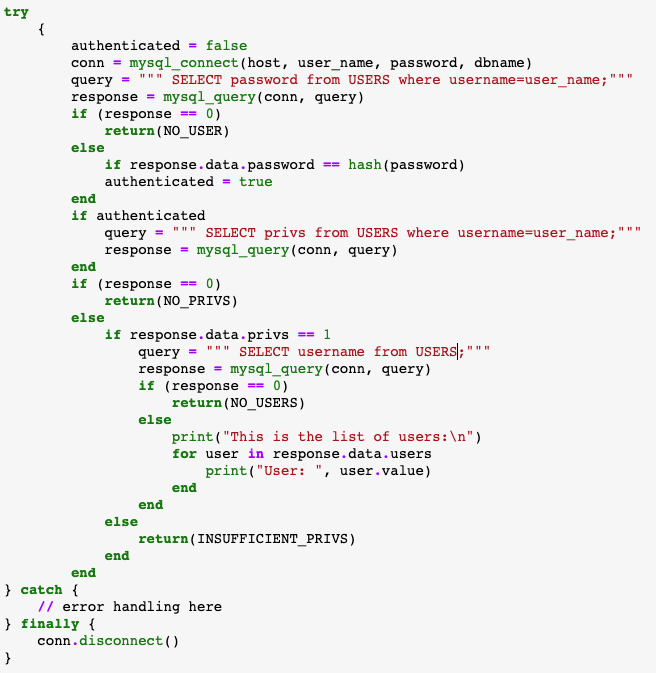 try
{
authenticated = false
conn = mysql_connect(host, user_name, password, dbname)
query = """ SELECT password from USERS where username=user_name;"""
response = mysql_query(conn, query)
if (response == 0)
return(NO_USER)
else
if response.data.password == hash(password)
authenticated = true
end
if authenticated
query = """ SELECT privs from USERS where username=user_name;"""
response = mysql_query(conn, query)
end
if (response == 0)
return(NO_PRIVS)
else
if response.data.privs == 1
query = """ SELECT username from USERS;"""
response = mysql_query(conn, query)
if (response == 0)
return(NO_USERS)
else
print("This is the list of users:\n")
for user in response.data.users
print("User: ", user.value)
end
end
else
return(INSUFFICIENT_PRIVS)
end
end
} catch {
// error handling here
} finally {
conn.disconnect()
}